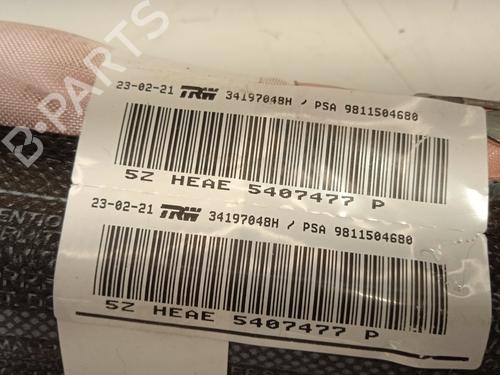 23-02-21 TRW 34197048H / PSA 9811504680
5Z HEAE 5407477 P
23-02-21 TRW 34197048H / PSA 9811504680
5Z HEAE 5407477 P
B-Parts